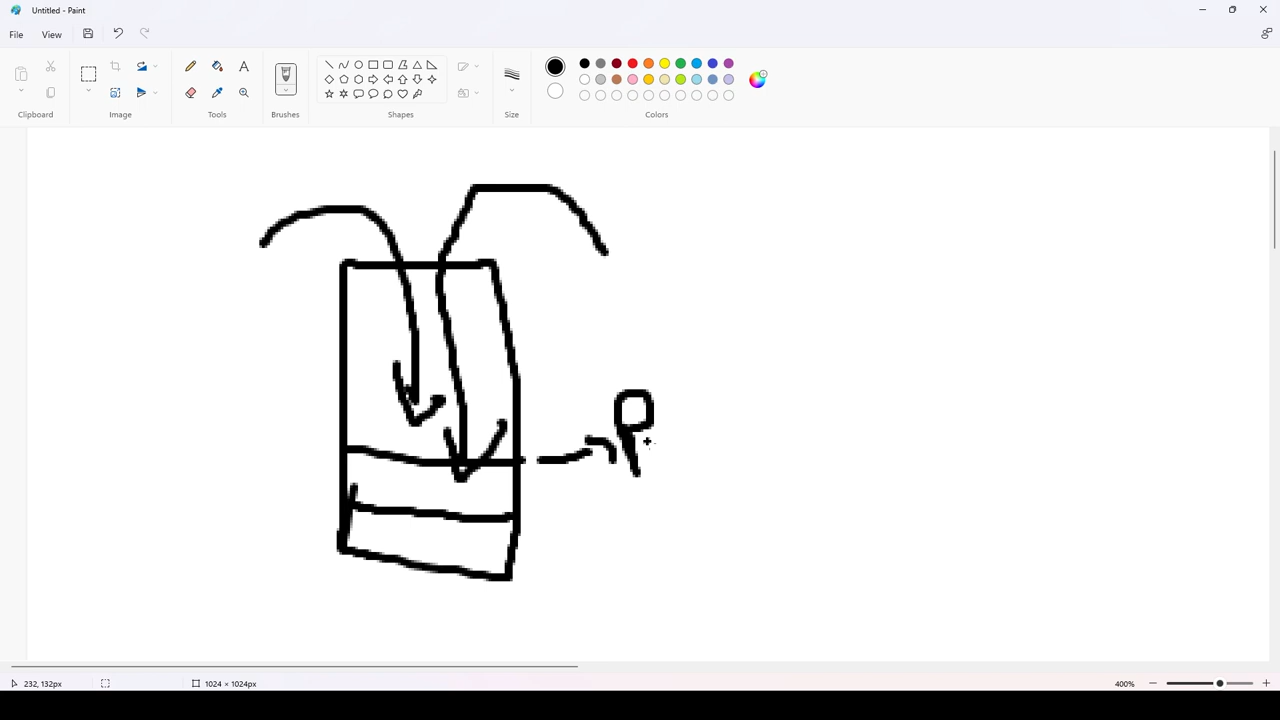 Untitled - Paint
File View
Clipboard
Image
Tools
Brushes
Shapes
Size
Colors
A
P
232, 132px
1024 × 1024px
400%